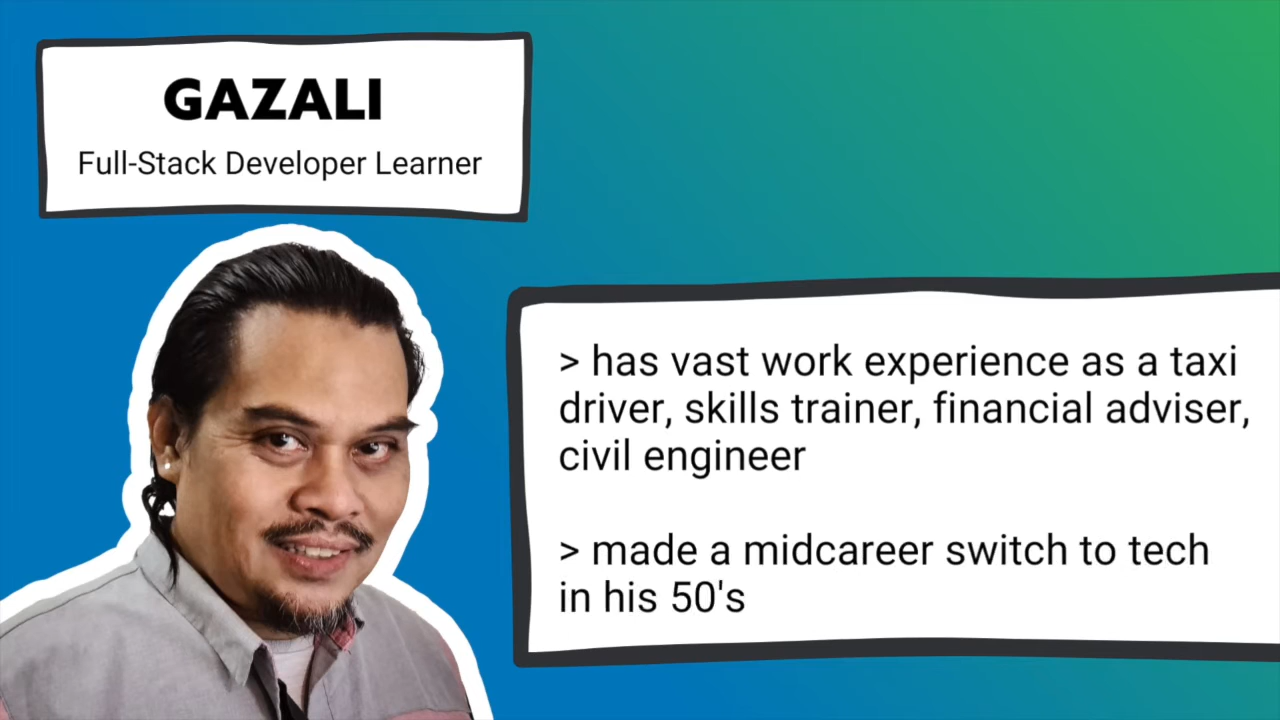 GAZALI
Full-Stack Developer Learner
> has vast work experience as a taxi
driver, skills trainer, financial adviser,
civil engineer
> made a midcareer switch to tech
in his 50's